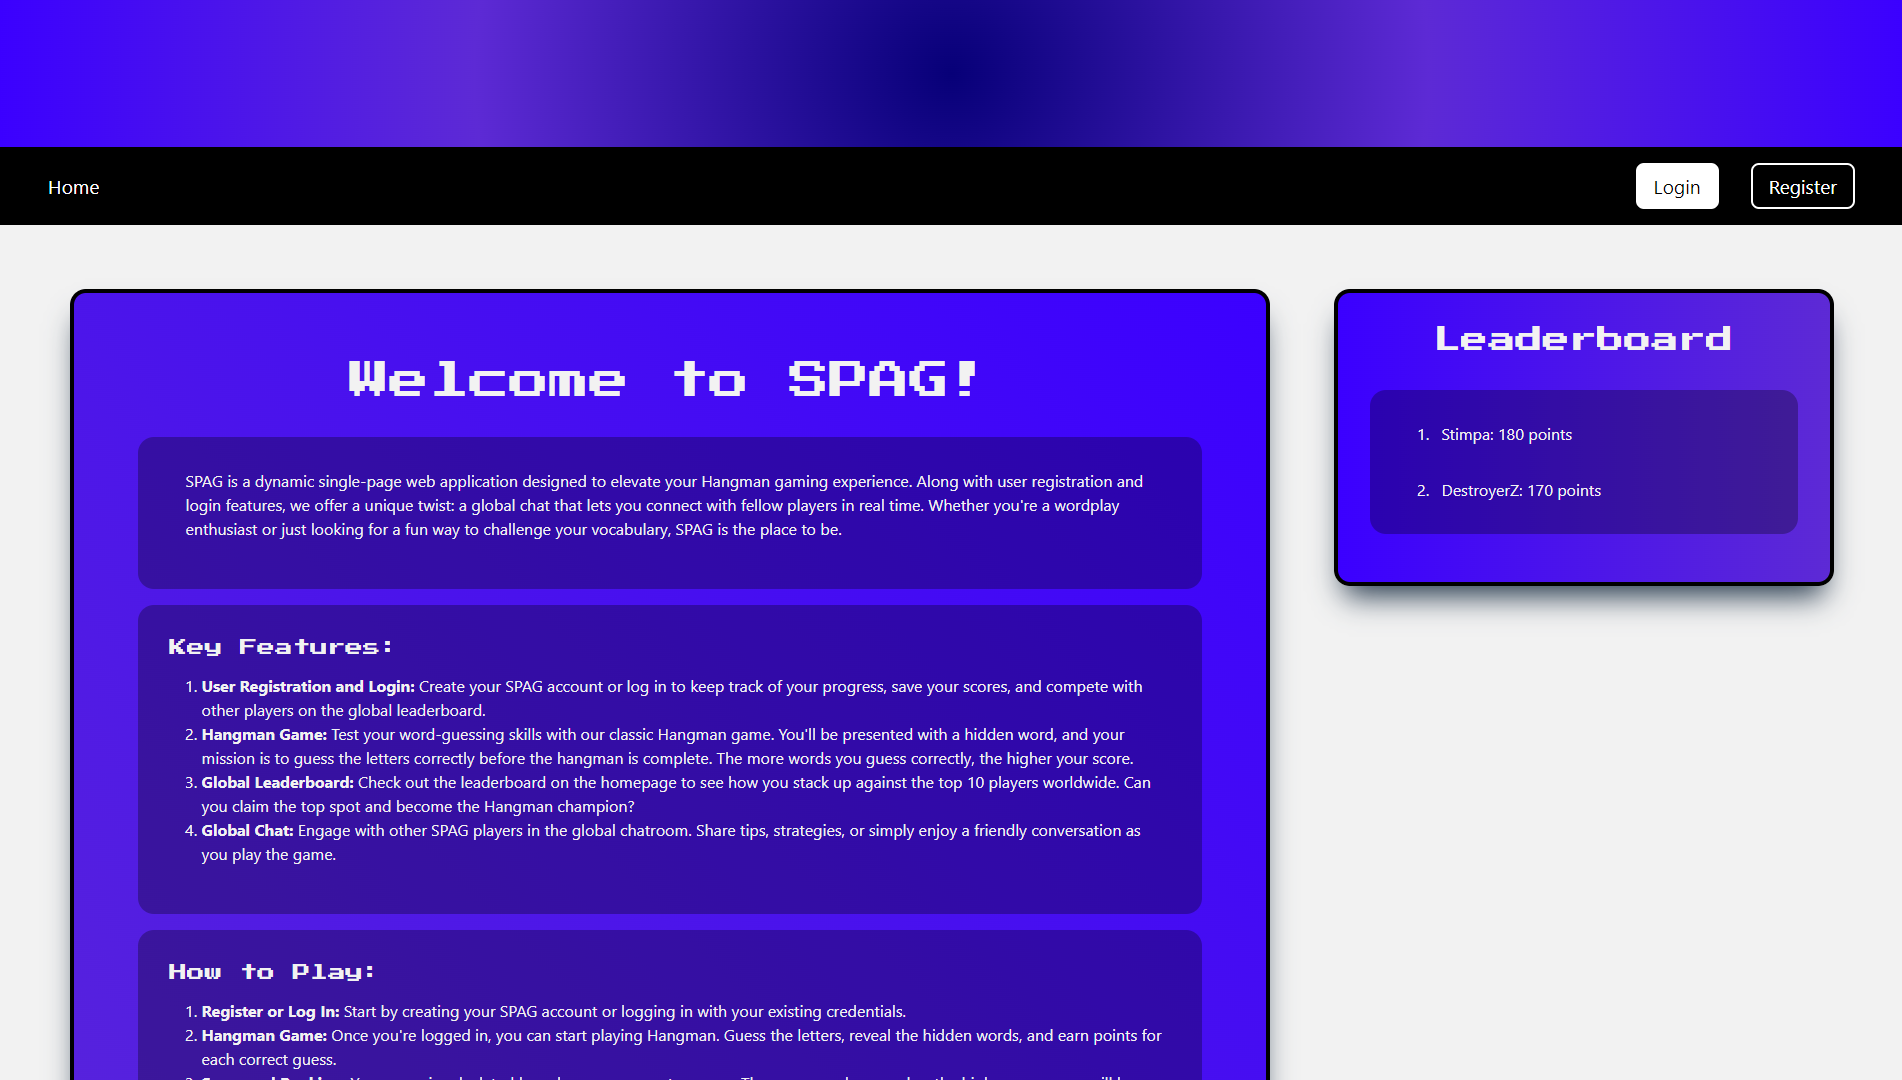 Home
Login
Register
Welcome to SPAG!
SPAG is a dynamic single-page web application designed to elevate your Hangman gaming experience. Along with user registration and
login features, we offer a unique twist: a global chat that lets you connect with fellow players in real time. Whether you're a wordplay
enthusiast or just looking for a fun way to challenge your vocabulary, SPAG is the place to be.
Key Features:
1. User Registration and Login: Create your SPAG account or log in to keep track of your progress, save your scores, and compete with
other players on the global leaderboard.
2. Hangman Game: Test your word-guessing skills with our classic Hangman game. You'll be presented with a hidden word, and your
mission is to guess the letters correctly before the hangman is complete. The more words you guess correctly, the higher your score.
3. Global Leaderboard: Check out the leaderboard on the homepage to see how you stack up against the top 10 players worldwide. Can
you claim the top spot and become the Hangman champion?
4. Global Chat: Engage with other SPAG players in the global chatroom. Share tips, strategies, or simply enjoy a friendly conversation as
you play the game.
How to Play:
1. Register or Log In: Start by creating your SPAG account or logging in with your existing credentials.
2. Hangman Game: Once you're logged in, you can start playing Hangman. Guess the letters, reveal the hidden words, and earn points for
each correct guess.
Leaderboard
1. Stimpa: 180 points
2. DestroyerZ: 170 points